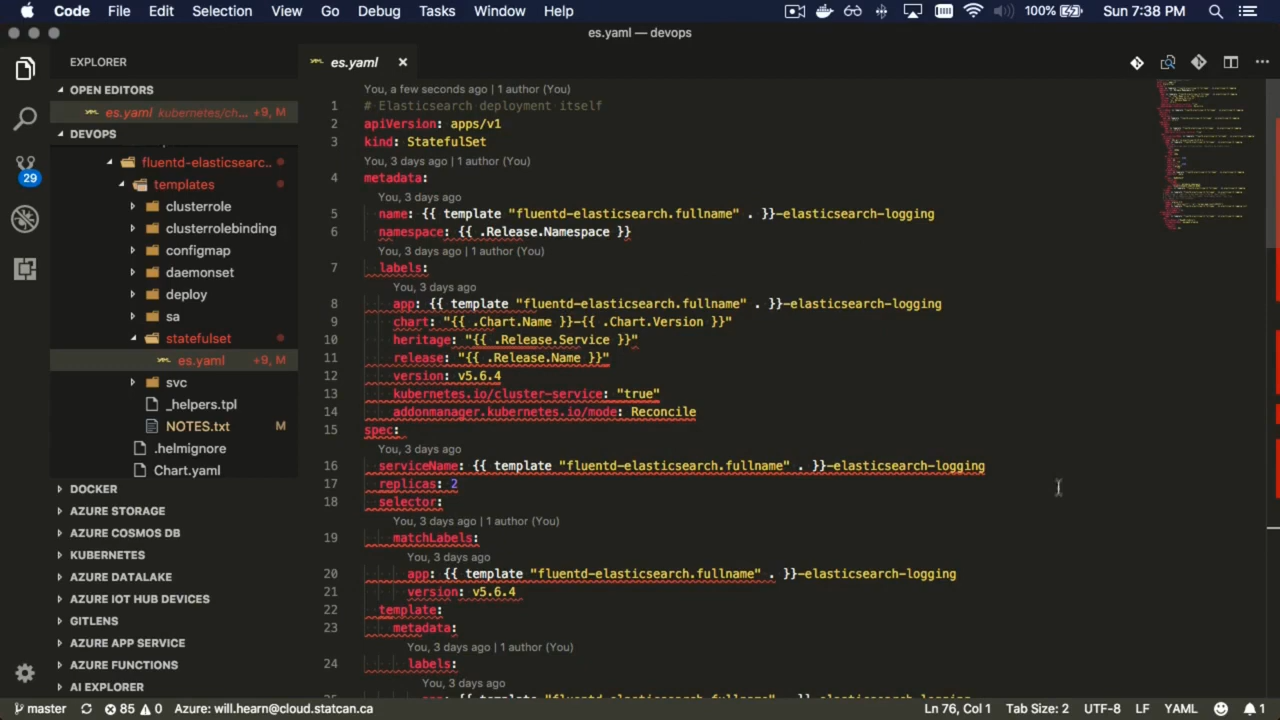 Code File Edit Selection View Go Debug Tasks Window Help 100% Sun 7:38 PM
es.yaml — devops
EXPLORER
OPEN EDITORS
es.yaml kubernetes/ch... +9, M
DEVOPS
fluentd-elasticsearc...
templates
clusterrole
clusterrolebinding
configmap
daemonset
deploy
sa
statefulset
es.yaml +9, M
svc
_helpers.tpl
NOTES.txt M
.helmignore
Chart.yaml
DOCKER
AZURE STORAGE
AZURE COSMOS DB
KUBERNETES
AZURE DATALAKE
AZURE IOT HUB DEVICES
GITLENS
AZURE APP SERVICE
AZURE FUNCTIONS
AI EXPLORER
29
es.yaml
You, a few seconds ago | 1 author (You)
1 # Elasticsearch deployment itself
2 apiVersion: apps/v1
3 kind: StatefulSet
You, 3 days ago | 1 author (You)
4 metadata:
You, 3 days ago
5 name: {{ template "fluentd-elasticsearch.fullname" . }}-elasticsearch-logging
6 namespace: {{ .Release.Namespace }}
You, 3 days ago | 1 author (You)
7 labels:
You, 3 days ago
8 app: {{ template "fluentd-elasticsearch.fullname" . }}-elasticsearch-logging
9 chart: "{{ .Chart.Name }}-{{ .Chart.Version }}"
10 heritage: "{{ .Release.Service }}"
11 release: "{{ .Release.Name }}"
12 version: v5.6.4
13 kubernetes.io/cluster-service: "true"
14 addonmanager.kubernetes.io/mode: Reconcile
15 spec:
You, 3 days ago
16 serviceName: {{ template "fluentd-elasticsearch.fullname" . }}-elasticsearch-logging
17 replicas: 2
18 selector:
You, 3 days ago | 1 author (You)
19 matchLabels:
You, 3 days ago
20 app: {{ template "fluentd-elasticsearch.fullname" . }}-elasticsearch-logging
21 version: v5.6.4
22 template:
23 metadata:
You, 3 days ago | 1 author (You)
24 labels:
You, 3 days ago
master 85 0 Azure: will.hearn@cloud.statcan.ca Ln 76, Col 1 Tab Size: 2 UTF-8 LF YAML 1